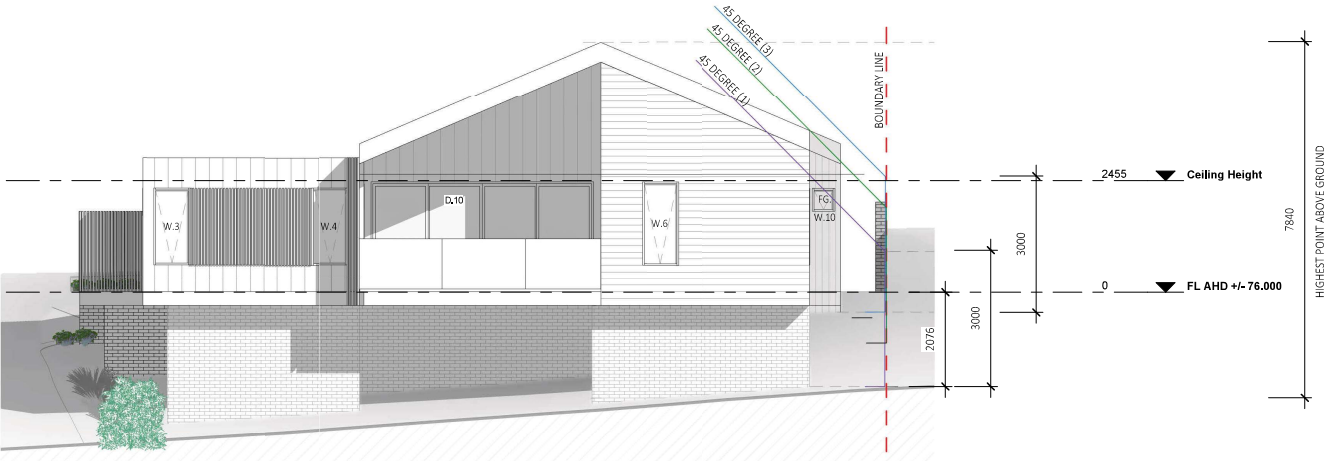 45 DEGREE (3)
45 DEGREE (2)
45 DEGREE (1)
BOUNDARY LINE
2455 Ceiling Height
W.3
W.4
D.10
W.6
FG.
W.10
3000
7840
HIGHEST POINT ABOVE GROUND
0 FL AHD +/- 76.000
2076
3000